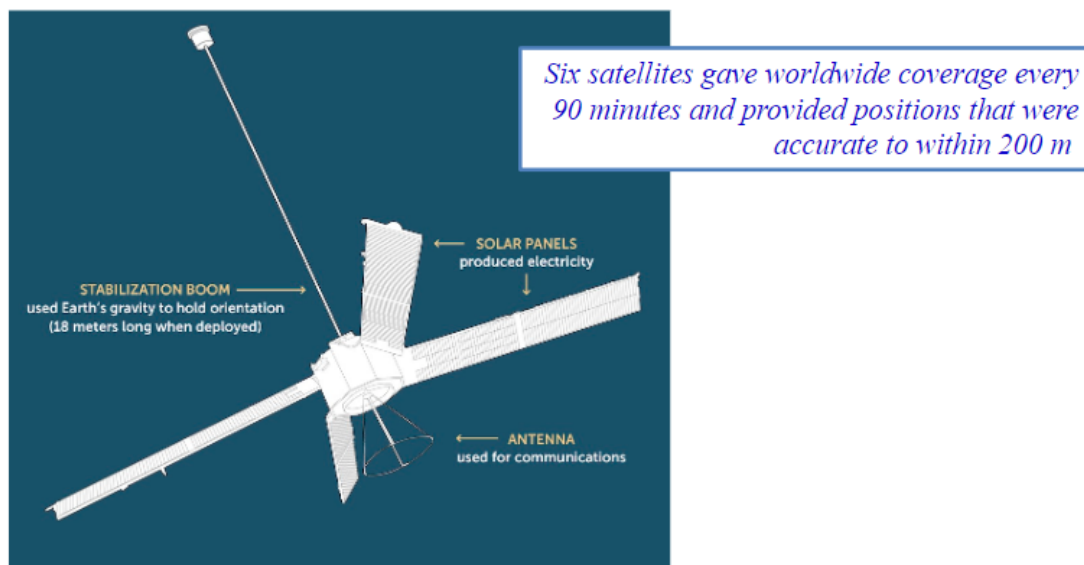 Six satellites gave worldwide coverage every
90 minutes and provided positions that were
accurate to within 200 m
SOLAR PANELS
produced electricity
STABILIZATION BOOM
used Earth's gravity to hold orientation
(18 meters long when deployed)
ANTENNA
used for communications